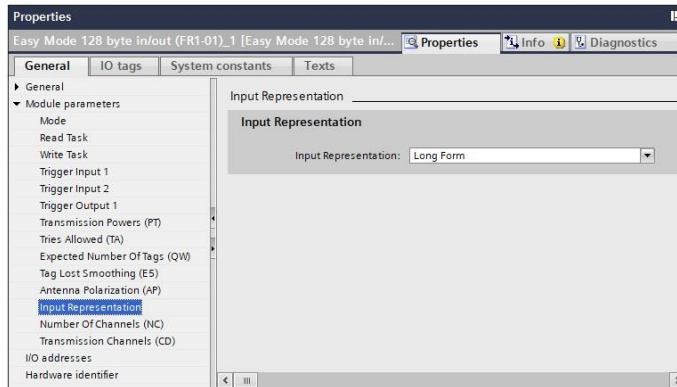 Properties
Easy Mode 128 byte in/out (FR1-01)_1 [Easy Mode 128 byte in/... Properties Info Diagnostics
General IO tags System constants Texts
General
Module parameters
Mode
Read Task
Write Task
Trigger Input 1
Trigger Input 2
Trigger Output 1
Transmission Powers (PT)
Tries Allowed (TA)
Expected Number Of Tags (QW)
Tag Lost Smoothing (E5)
Antenna Polarization (AP)
Input Representation
Number Of Channels (NC)
Transmission Channels (CD)
I/O addresses
Hardware identifier
Input Representation
Input Representation
Input Representation: Long Form